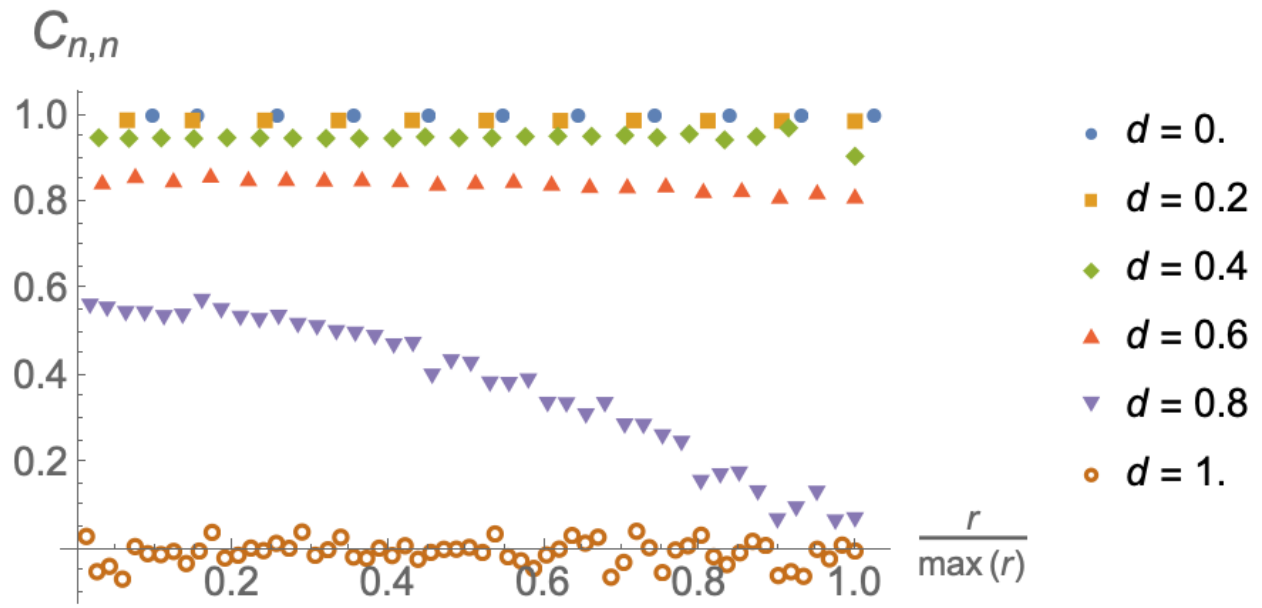 C n,n
1.0
0.8
0.6
0.4
0.2
0.2 0.4 0.6 0.8 1.0
r
max (r)
d = 0.
d = 0.2
d = 0.4
d = 0.6
d = 0.8
d = 1.